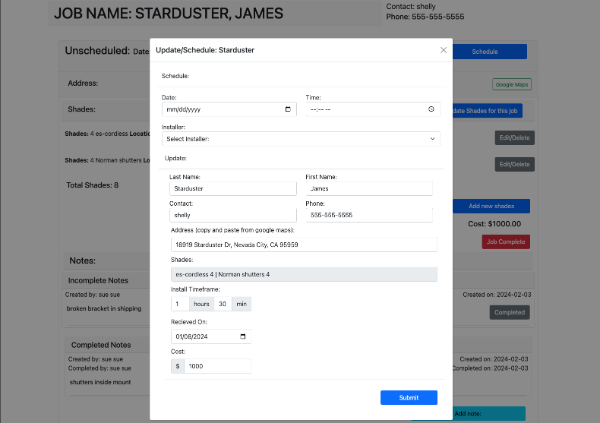 JOB NAME: STARDUSTER, JAMES
Contact: shelly
Phone: 555-555-5555
Unscheduled: Date
Schedule
Address:
Google Maps
Shades:
date Shades for this job
Shades: 4 es-cordless Locatio
Edit/Delete
Shades: 4 Norman shutters Lo
Edit/Delete
Total Shades: 8
Add new shades
Cost: $1000.00
Job Complete
Notes:
Incomplete Notes
Created by: sue sue
Created on: 2024-02-03
broken bracket in shipping
Completed
Completed Notes
Created by: sue sue
Created on: 2024-02-03
Completed by: sue sue
Completed on: 2024-02-03
shutters inside mount
Add note:
Update/Schedule: Starduster
Schedule:
Date:
Time:
mm/dd/yyyy
--:-- --
Installer:
Select Installer:
Update:
Last Name:
First Name:
Starduster
James
Contact:
Phone:
shelly
555-555-5555
Address (copy and paste from google maps):
16919 Starduster Dr, Nevada City, CA 95959
Shades:
es-cordless 4 | Norman shutters 4
Install Timeframe:
1 hours 30 min
Recieved On:
01/08/2024
Cost:
$ 1000
Submit